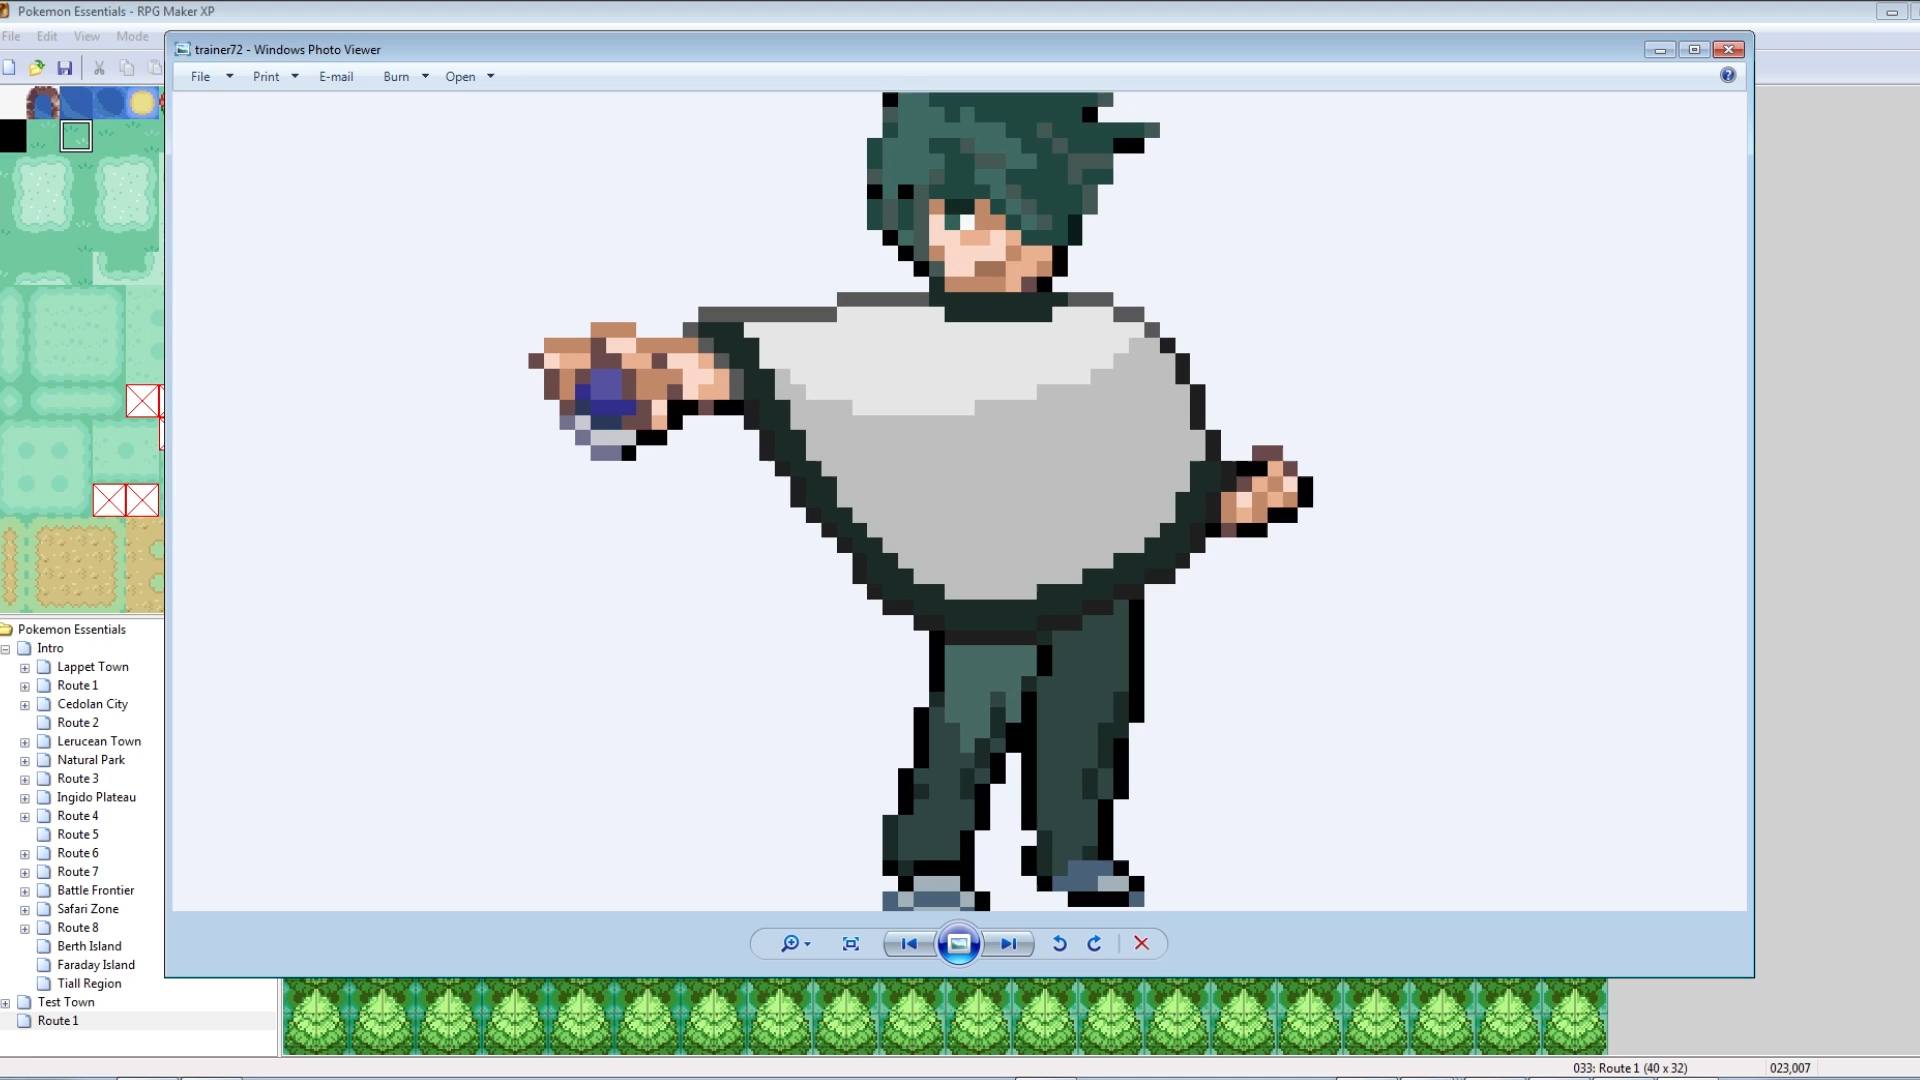 Pokemon Essentials - RPG Maker XP
File Edit View Mode
trainer72 - Windows Photo Viewer
File Print E-mail Burn Open
Pokemon Essentials
Intro
Lappet Town
Route 1
Cedolan City
Route 2
Lerucean Town
Natural Park
Route 3
Ingido Plateau
Route 4
Route 5
Route 6
Route 7
Battle Frontier
Safari Zone
Route 8
Berth Island
Faraday Island
Tiall Region
Test Town
Route 1
033: Route 1 (40 x 32) 023,007